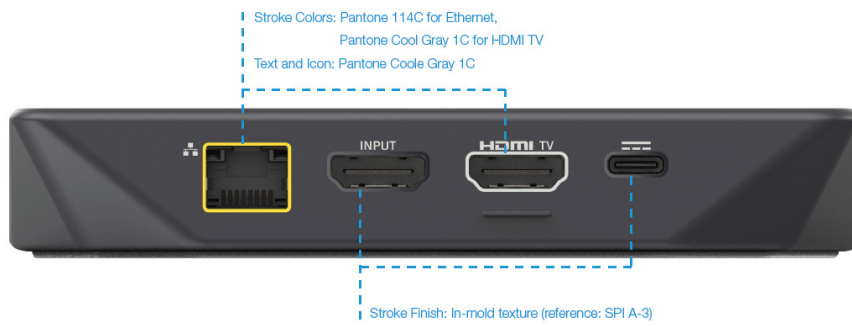 Stroke Colors: Pantone 114C for Ethernet,
Pantone Cool Gray 1C for HDMI TV
Text and Icon: Pantone Coole Gray 1C
INPUT
HDMI TV
Stroke Finish: In-mold texture (reference: SPI A-3)